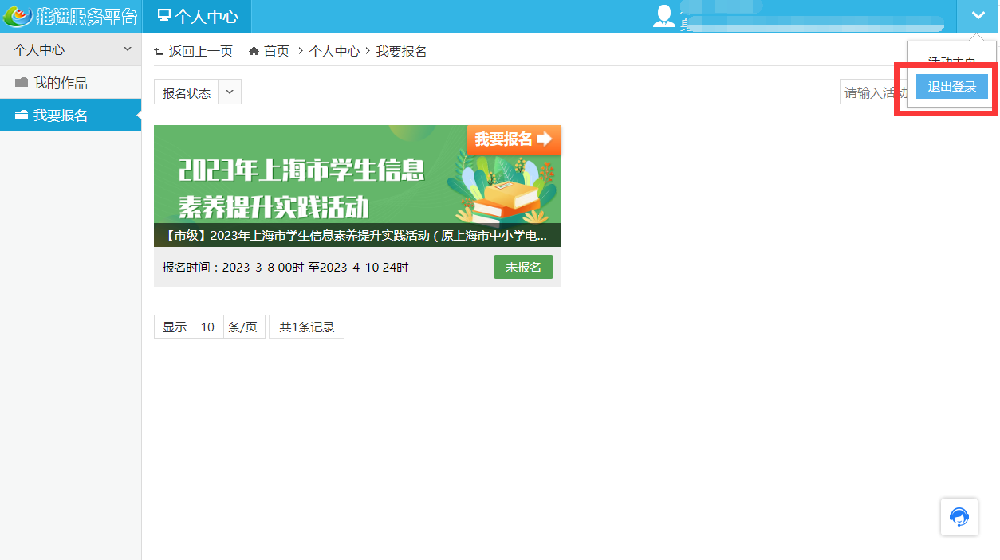 推进服务平台
个人中心
个人中心
我的作品
我要报名
返回上一页 首页 个人中心 我要报名
活动主页
退出登录
报名状态
请输入活动
我要报名
2023年上海市学生信息
素养提升实践活动
【市级】2023年上海市学生信息素养提升实践活动（原上海市中小学电...
报名时间：2023-3-8 00时 至2023-4-10 24时
未报名
显示 10 条/页 共1条记录